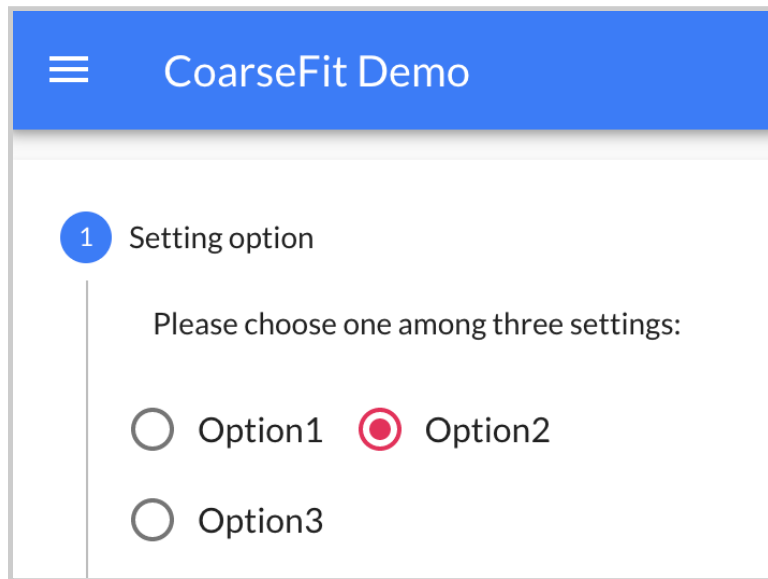 CoarseFit Demo
1 Setting option
Please choose one among three settings:
Option1 Option2
Option3